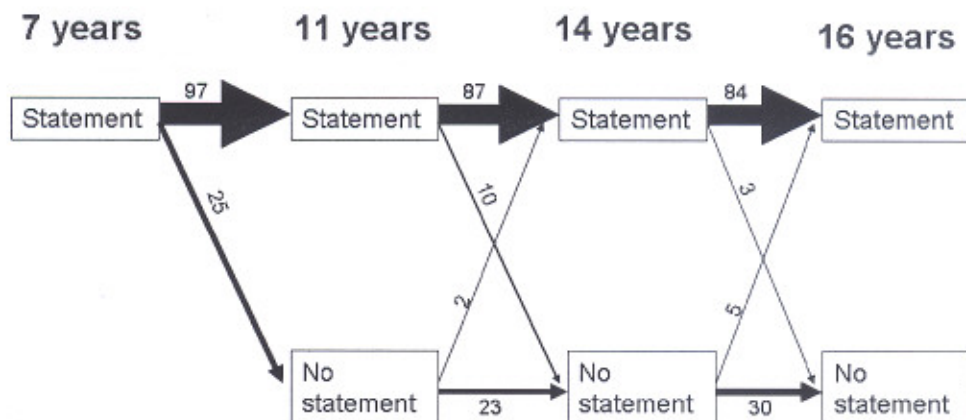 7 years
11 years
14 years
16 years
97
87
84
Statement
Statement
Statement
Statement
25
10
3
2
5
No
statement
No
statement
No
statement
23
30